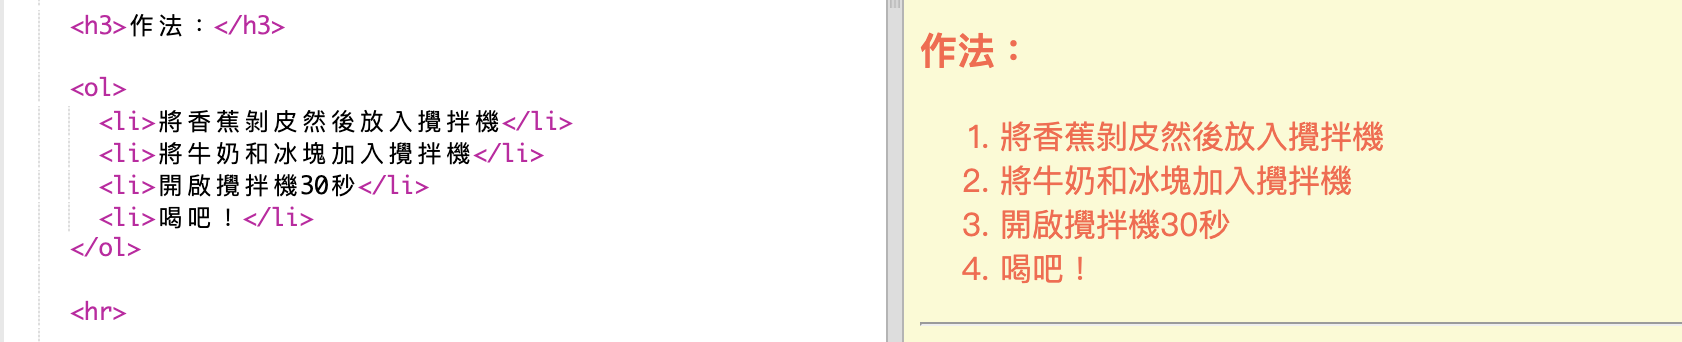 <h3>作法：</h3>
<ol>
<li>將香蕉剝皮然後放入攪拌機</li>
<li>將牛奶和冰塊加入攪拌機</li>
<li>開啟攪拌機30秒</li>
<li>喝吧！</li>
</ol>
<hr>
作法：
1. 將香蕉剝皮然後放入攪拌機
2. 將牛奶和冰塊加入攪拌機
3. 開啟攪拌機30秒
4. 喝吧！